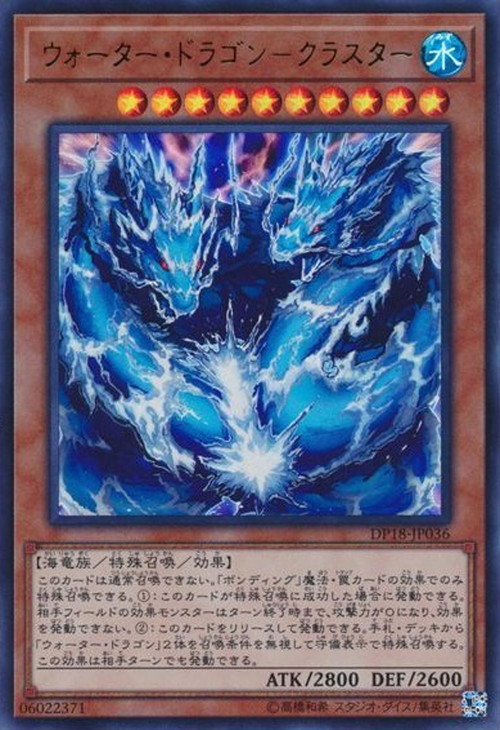 ウォーター・ドラゴン－クラスター
水
DP18-JP036
【海竜族／特殊召喚／効果】
このカードは通常召喚できない。「ボンディング」魔法・罠カードの効果でのみ
特殊召喚できる。①：このカードが特殊召喚に成功した場合に発動できる。
相手フィールドの効果モンスターはターン終了時まで、攻撃力が０になり、効果
を発動できない。②：このカードをリリースして発動できる。手札・デッキから
「ウォーター・ドラゴン」２体を召喚条件を無視して守備表示で特殊召喚する。
この効果は相手ターンでも発動できる。
ATK/2800 DEF/2600
06022371
©高橋和希 スタジオ・ダイス/集英社